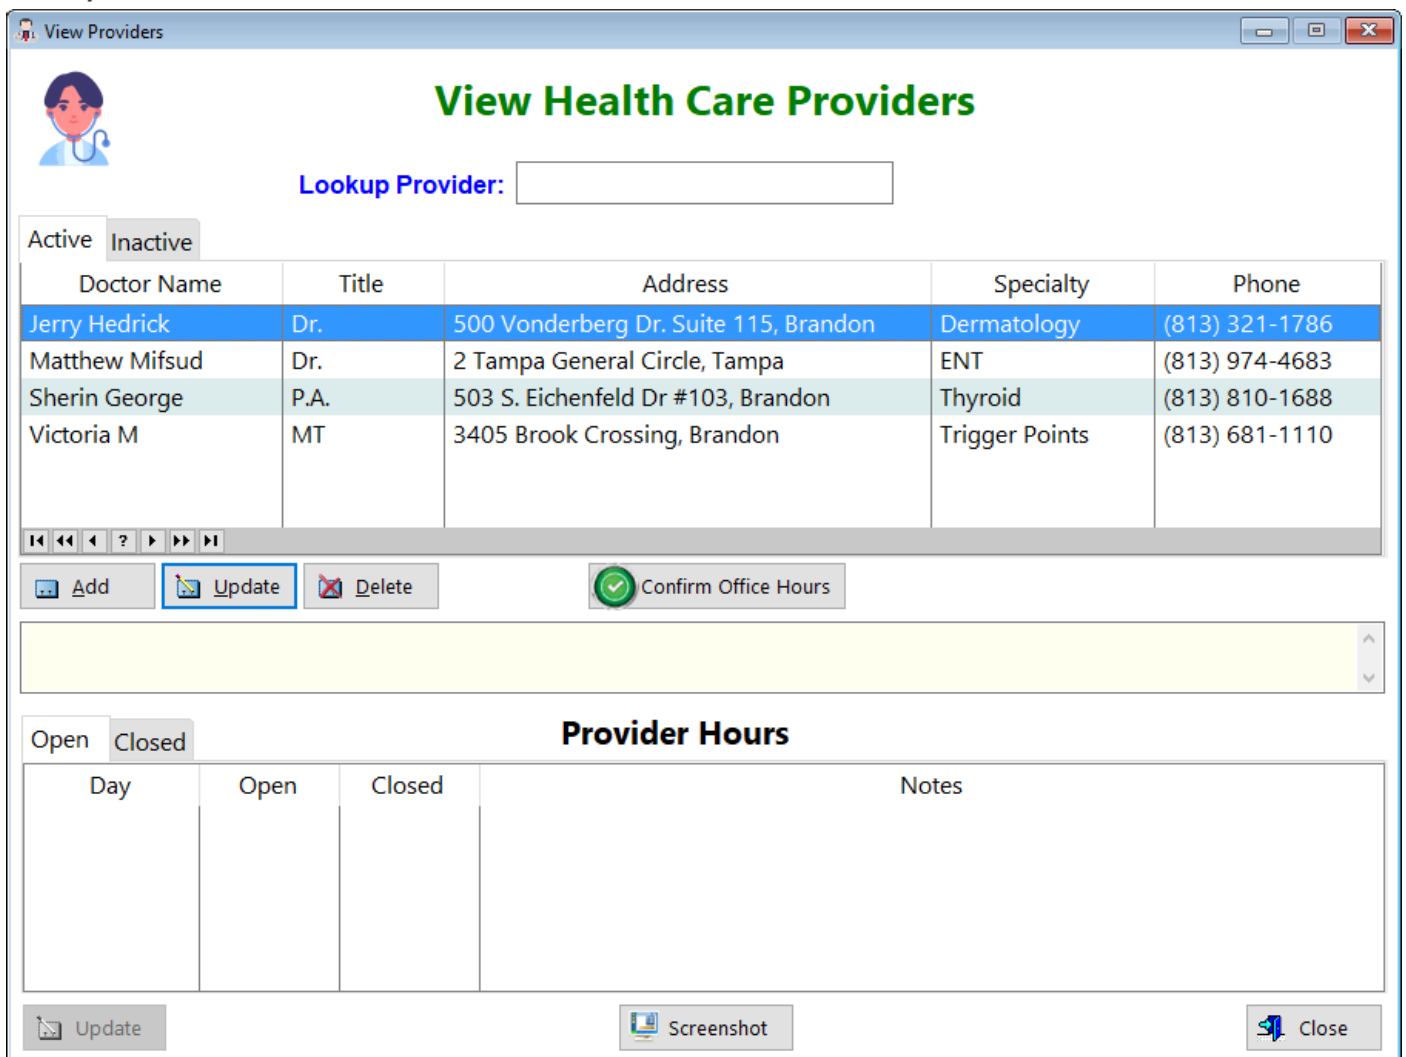 View Providers
View Health Care Providers
Lookup Provider:
Active Inactive
Doctor Name Title Address Specialty Phone
Jerry Hedrick Dr. 500 Vonderberg Dr. Suite 115, Brandon Dermatology (813) 321-1786
Matthew Mifsud Dr. 2 Tampa General Circle, Tampa ENT (813) 974-4683
Sherin George P.A. 503 S. Eichenfeld Dr #103, Brandon Thyroid (813) 810-1688
Victoria M MT 3405 Brook Crossing, Brandon Trigger Points (813) 681-1110
?
Add Update Delete Confirm Office Hours
Open Closed Provider Hours
Day Open Closed Notes
Update Screenshot Close